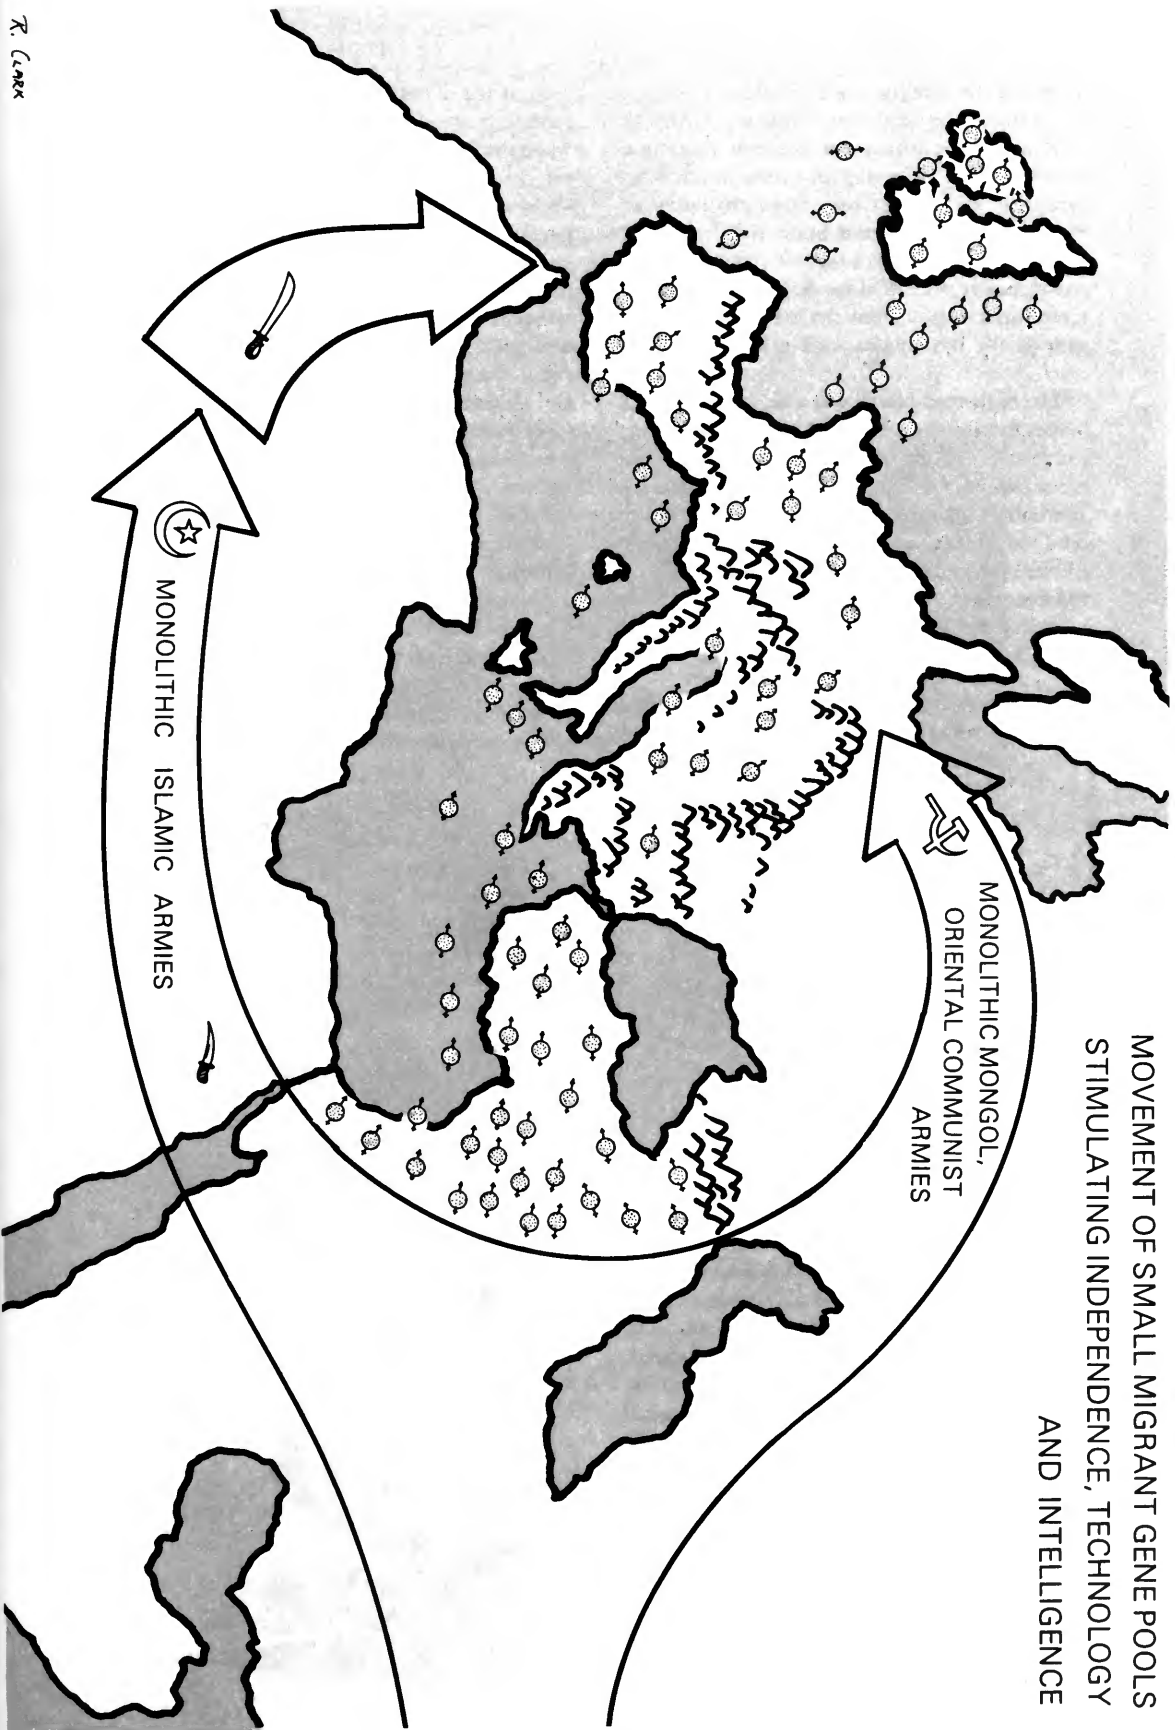 MOVEMENT OF SMALL MIGRANT GENE POOLS
STIMULATING INDEPENDENCE, TECHNOLOGY
AND INTELLIGENCE
MONOLITHIC MONGOL,
ORIENTAL COMMUNIST
ARMIES
MONOLITHIC ISLAMIC ARMIES
R. CLARK